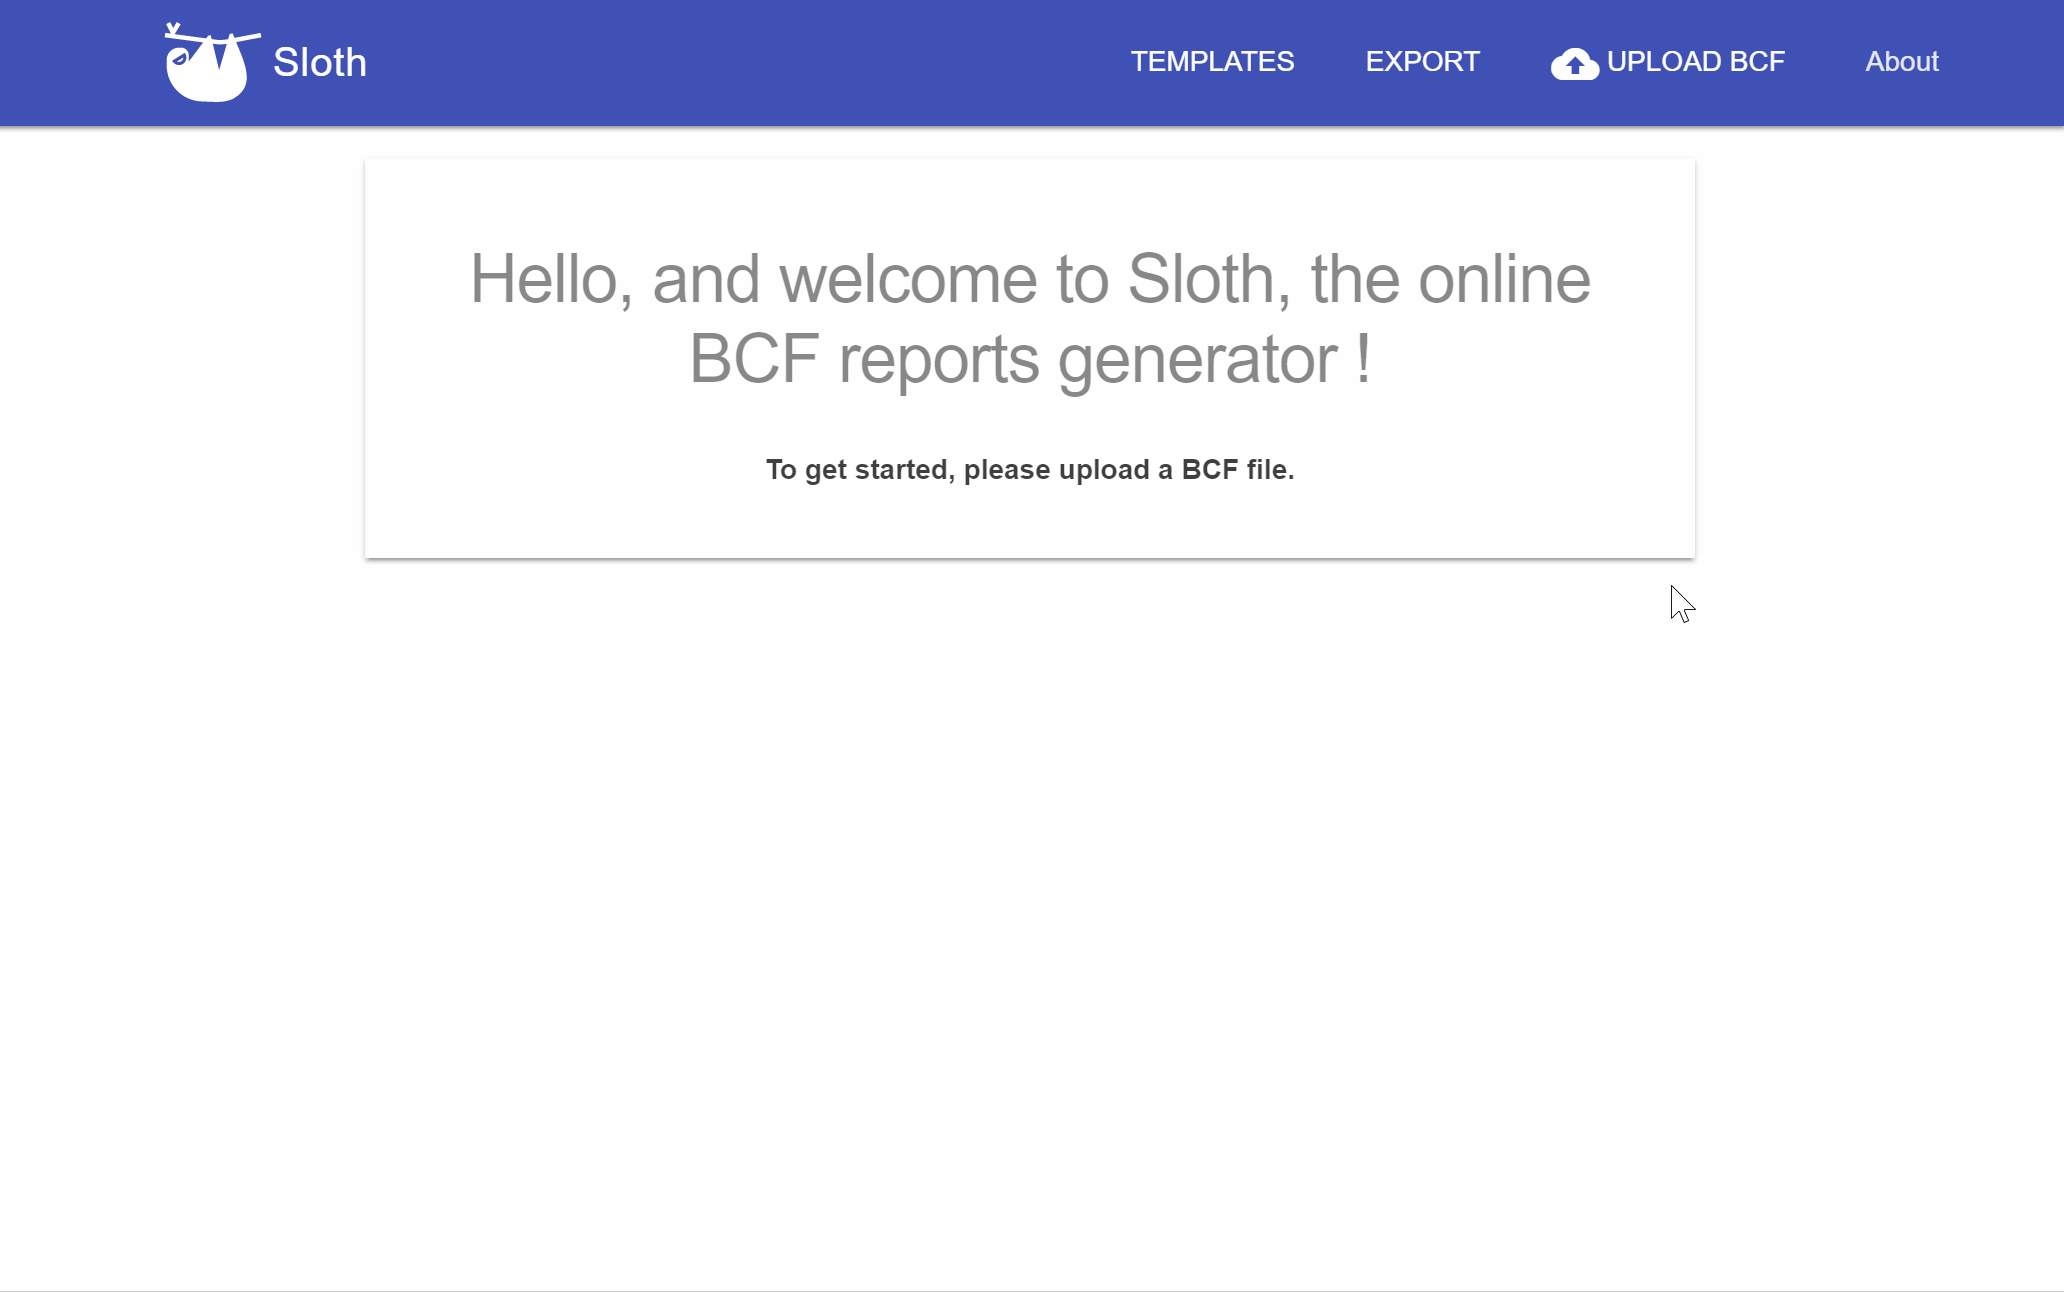 Sloth
TEMPLATES
EXPORT
UPLOAD BCF
About
Hello, and welcome to Sloth, the online
BCF reports generator !
To get started, please upload a BCF file.